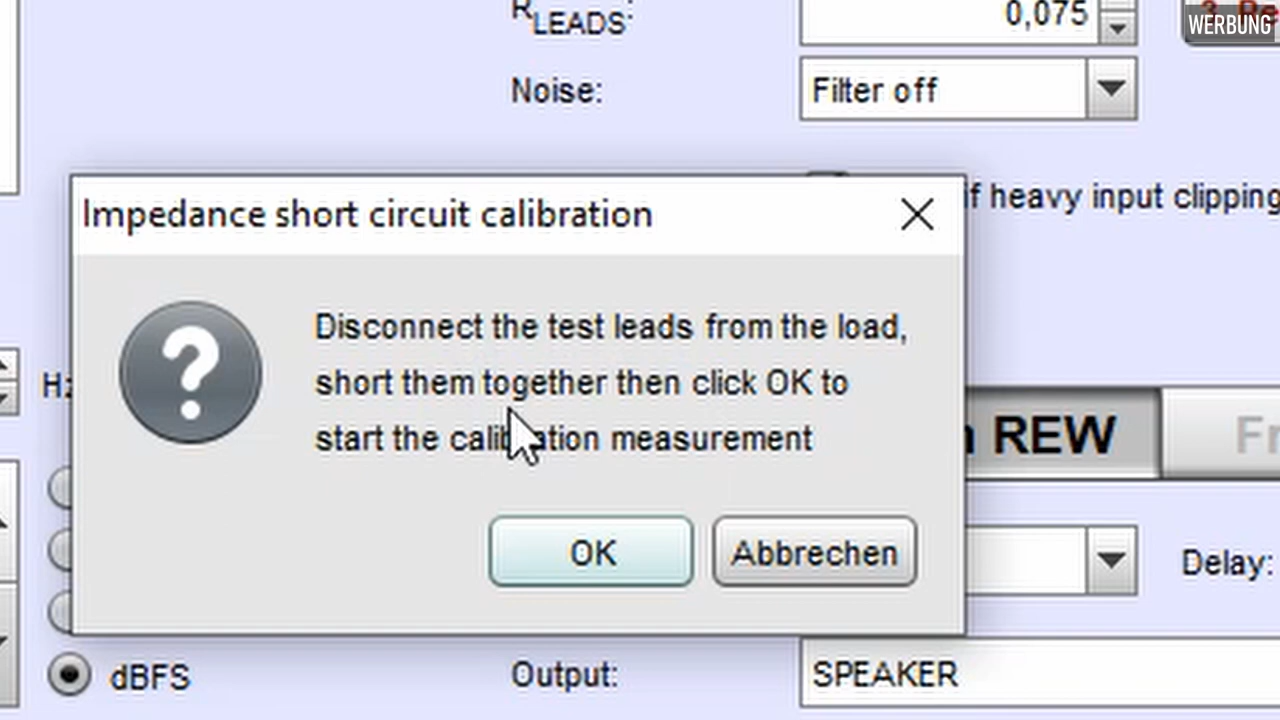 R LEADS:
0,075
WERBUNG
Noise:
Filter off
Impedance short circuit calibration
if heavy input clipping
Disconnect the test leads from the load,
short them together then click OK to
start the calibration measurement
REW
OK
Abbrechen
Delay:
dBFS
Output:
SPEAKER